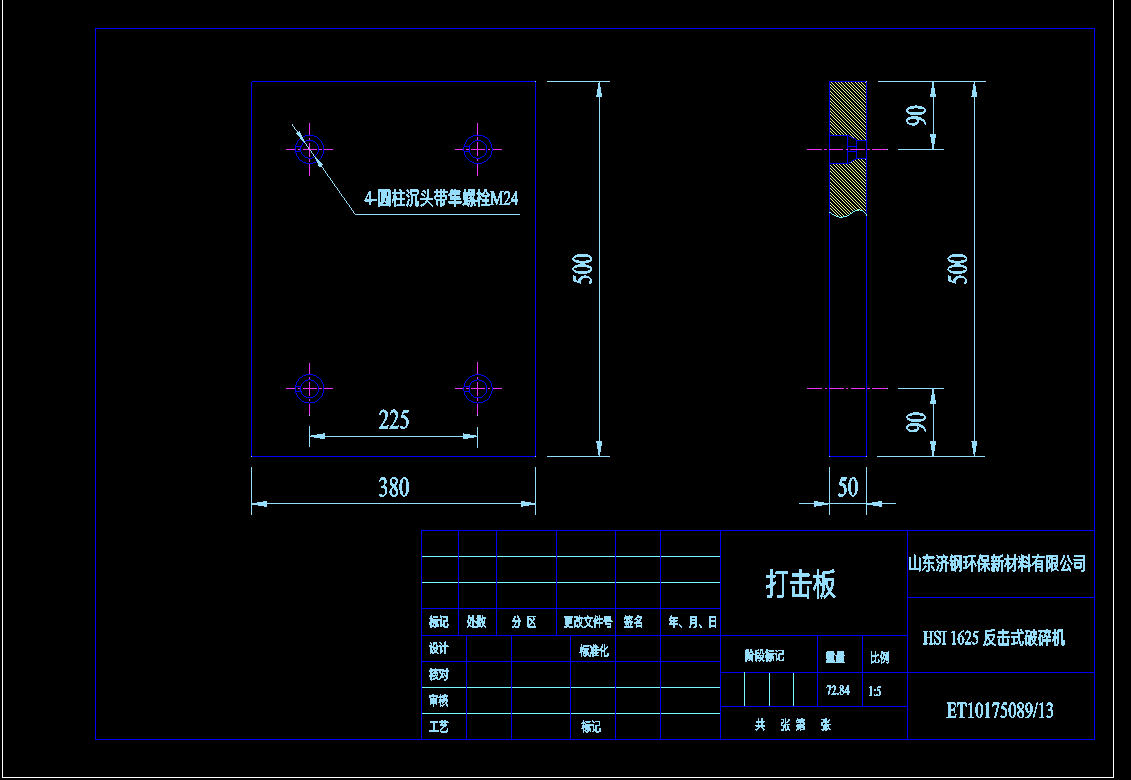 90
4-圆柱沉头带隼螺栓M24
500
500
225
90
380
50
打击板
山东济钢环保新材料有限公司
HSI 1625 反击式破碎机
ET10175089/13
标记 处数 分 区 更改文件号 签名 年、月、日
设计 标准化
核对
审核
工艺 标记
阶段标记 重量 比例
72.84 1:5
共 张 第 张